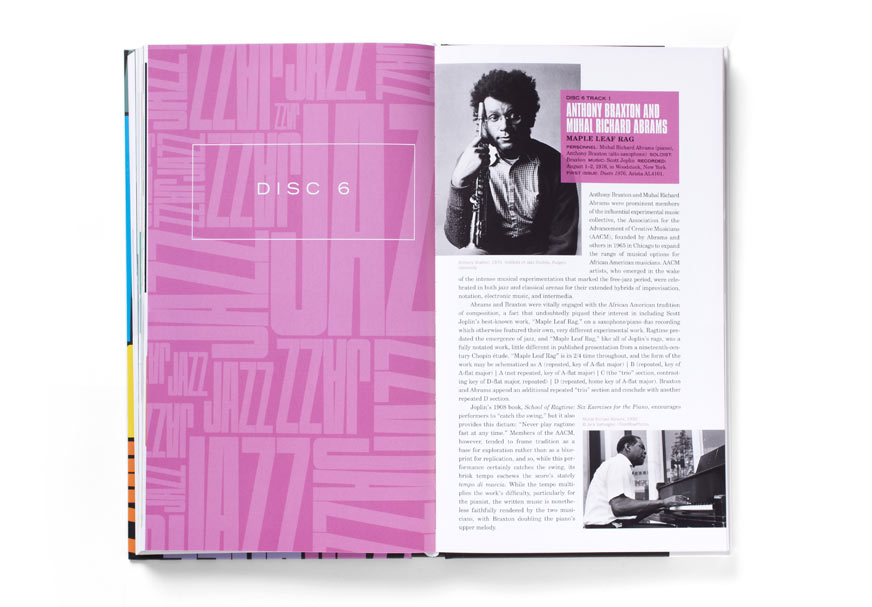 DISC 6
DISC 6 TRACK 1
ANTHONY BRAXTON AND
MUHAL RICHARD ABRAMS
MAPLE LEAF RAG
PERSONNEL: Muhal Richard Abrams (piano),
Anthony Braxton (alto saxophone) SOLOIST:
Braxton MUSIC: Scott Joplin RECORDED:
August 1–2, 1976, in Woodstock, New York
FIRST ISSUE: Duets 1976, Arista AL4101.
Anthony Braxton and Muhal Richard
Abrams were prominent members
of the influential experimental music
collective, the Association for the
Advancement of Creative Musicians
(AACM), founded by Abrams and
others in 1965 in Chicago to expand
the range of musical options for
African American musicians. AACM
artists, who emerged in the wake
of the intense musical experimentation that marked the free-jazz period, were cele-
brated in both jazz and classical arenas for their extended hybrids of improvisation,
notation, electronic music, and intermedia.
Abrams and Braxton were vitally engaged with the African American tradition
of composition, a fact that undoubtedly piqued their interest in including Scott
Joplin's best-known work, "Maple Leaf Rag," on a saxophone/piano duo recording
which otherwise featured their own, very different experimental work. Ragtime pre-
dated the emergence of jazz, and "Maple Leaf Rag," like all of Joplin's rags, was a
fully notated work, little different in published presentation from a nineteenth-cen-
tury Chopin étude. "Maple Leaf Rag" is in 2/4 time throughout, and the form of the
work may be schematized as A (repeated, key of A-flat major) | B (repeated, key of
A-flat major) | A (not repeated, key of A-flat major) | C (the "trio" section, contrast-
ing key of D-flat major, repeated) | D (repeated, home key of A-flat major). Braxton
and Abrams append an additional repeated "trio" section and conclude with another
repeated D section.
Joplin's 1908 book, School of Ragtime: Six Exercises for the Piano, encourages
performers to "catch the swing," but it also
provides this dictum: "Never play ragtime
fast at any time." Members of the AACM,
however, tended to frame tradition as a
base for exploration rather than as a blue-
print for replication, and so, while this per-
formance certainly catches the swing, its
brisk tempo eschews the score's stately
tempo di marcia. While the tempo multi-
plies the work's difficulty, particularly for
the pianist, the written music is nonethe-
less faithfully rendered by the two musi-
cians, with Braxton doubling the piano's
upper melody.
JAZZ